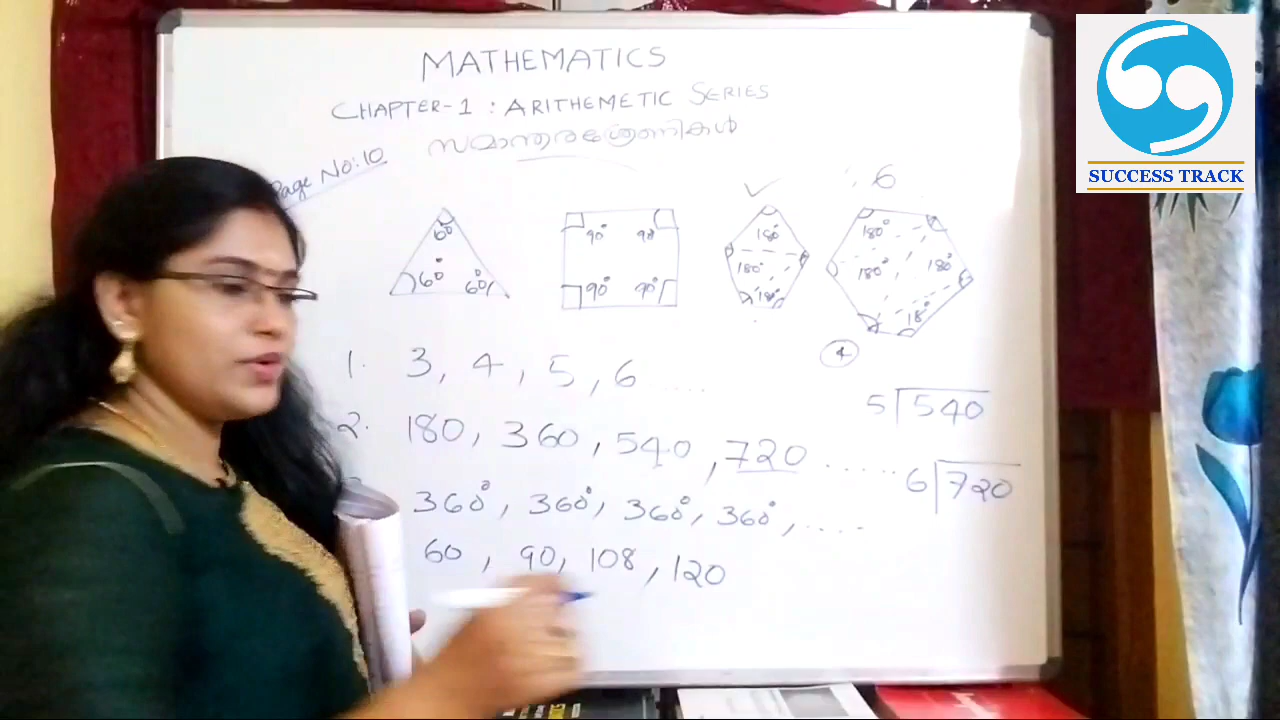 MATHEMATICS
CHAPTER-1 : ARITHEMETIC SERIES
സമാന്തരശ്രേണികൾ
Page No:10
, 6
60°
60° 60°
90° 90°
90° 90°
180°
180°
180°
180°
180° 180°
18°
4
1. 3, 4, 5, 6 .....
2. 180, 360, 540, 720 ......
360°, 360°, 360°, 360°, ....
60, 90, 108, 120
5 540
6 720
SUCCESS TRACK